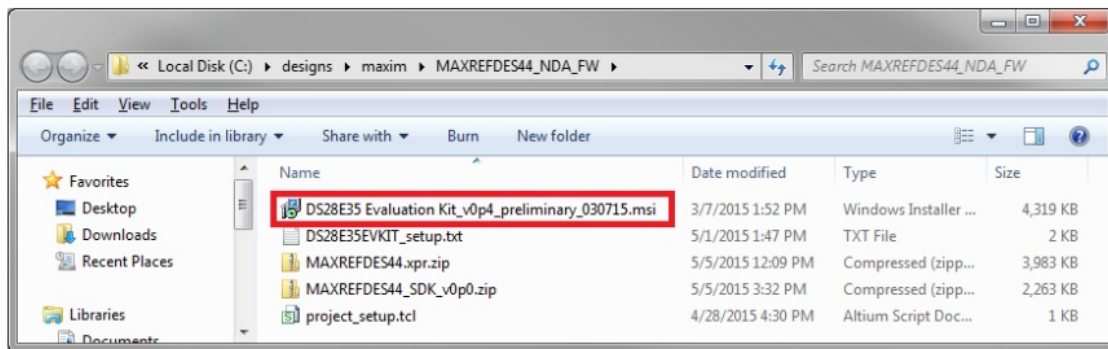 « Local Disk (C:) ▸ designs ▸ maxim ▸ MAXREFDES44_NDA_FW ▸ Search MAXREFDES44_NDA_FW
File Edit View Tools Help
Organize ▾ Include in library ▾ Share with ▾ Burn New folder
Favorites
Desktop
Downloads
Recent Places
Libraries
Documents
Name Date modified Type Size
DS28E35 Evaluation Kit_v0p4_preliminary_030715.msi 3/7/2015 1:52 PM Windows Installer ... 4,319 KB
DS28E35EVKIT_setup.txt 5/1/2015 1:47 PM TXT File 2 KB
MAXREFDES44.xpr.zip 5/5/2015 12:09 PM Compressed (zipp... 3,983 KB
MAXREFDES44_SDK_v0p0.zip 5/5/2015 3:32 PM Compressed (zipp... 2,263 KB
project_setup.tcl 4/28/2015 4:30 PM Altium Script Doc... 1 KB